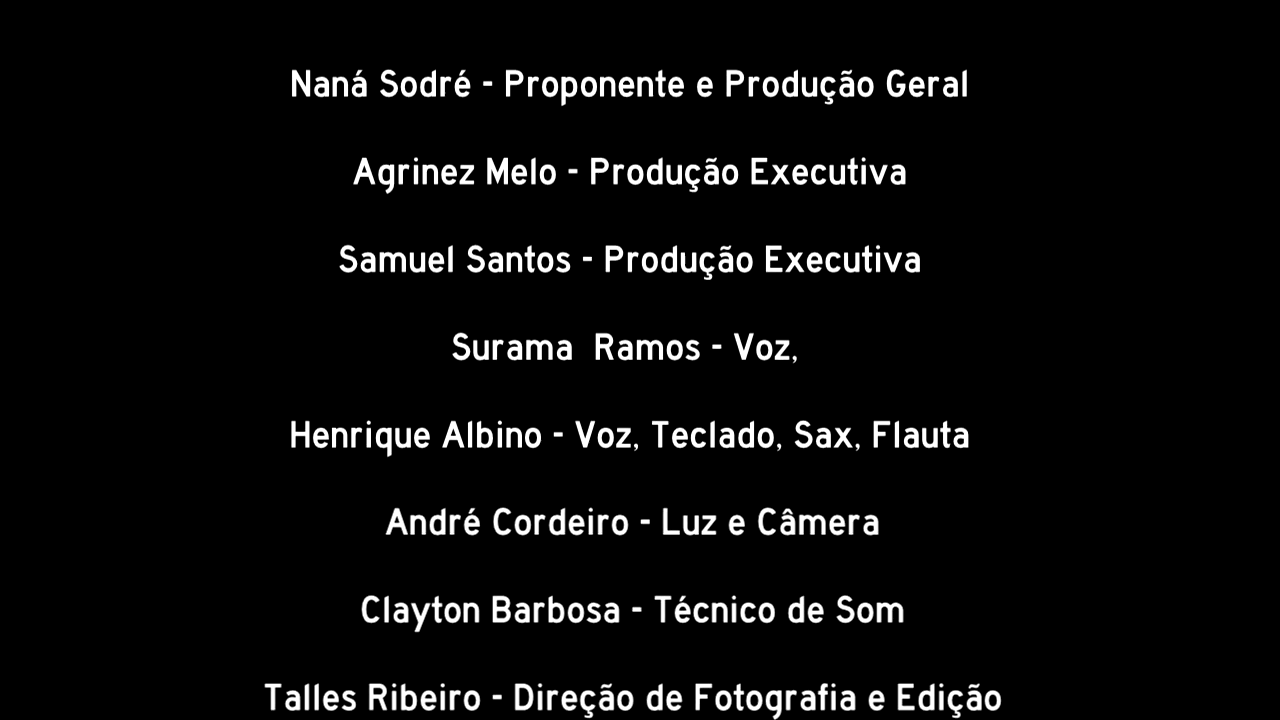 Naná Sodré - Proponente e Produção Geral
Agrinez Melo - Produção Executiva
Samuel Santos - Produção Executiva
Surama  Ramos - Voz,
Henrique Albino - Voz, Teclado, Sax, Flauta
André Cordeiro - Luz e Câmera
Clayton Barbosa - Técnico de Som
Talles Ribeiro - Direção de Fotografia e Edição